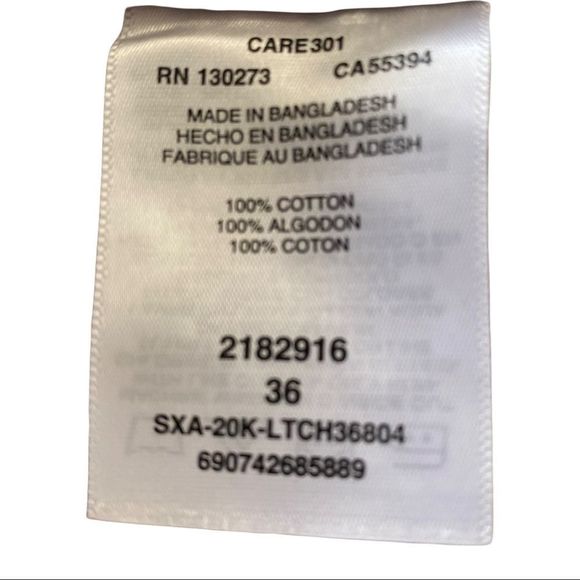 CARE301
RN 130273 CA55394
MADE IN BANGLADESH
HECHO EN BANGLADESH
FABRIQUE AU BANGLADESH
100% COTTON
100% ALGODON
100% COTON
2182916
36
SXA-20K-LTCH36804
690742685889